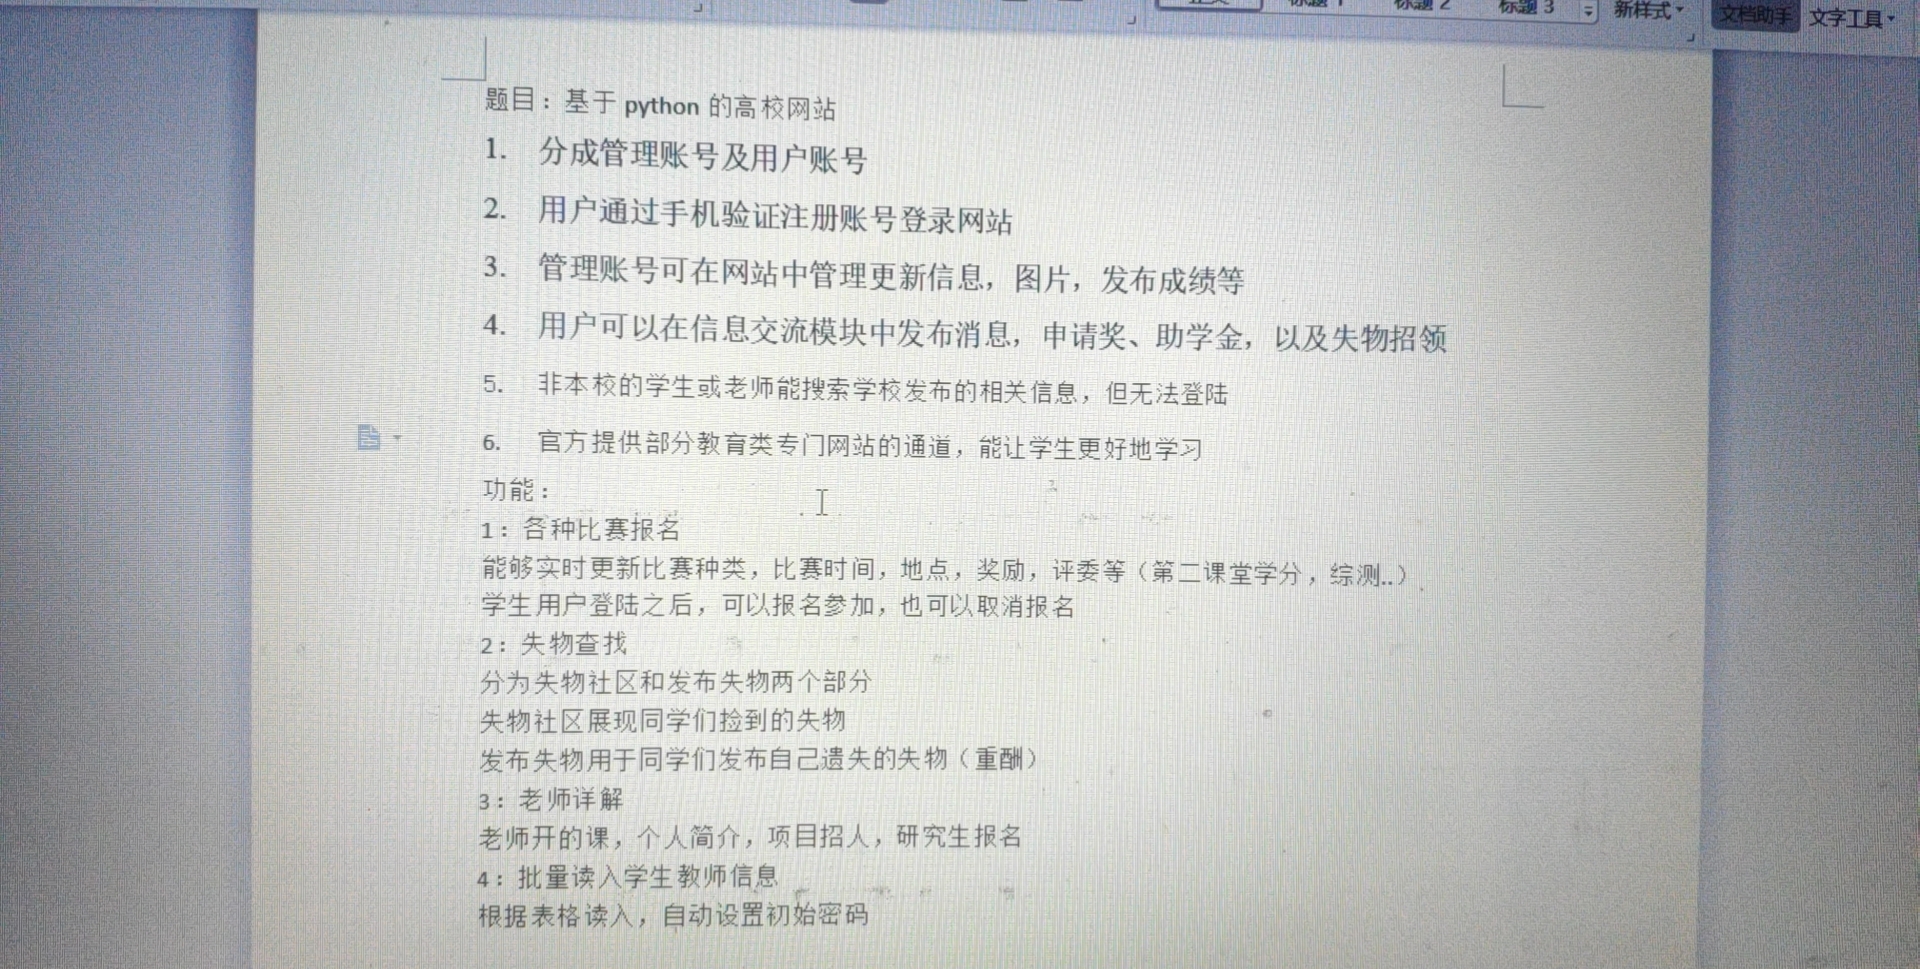 标题 2
标题 3
新样式
文档助手
文字工具
题目：基于 python 的高校网站
1. 分成管理账号及用户账号
2. 用户通过手机验证注册账号登录网站
3. 管理账号可在网站中管理更新信息，图片，发布成绩等
4. 用户可以在信息交流模块中发布消息，申请奖、助学金，以及失物招领
5. 非本校的学生或老师能搜索学校发布的相关信息，但无法登陆
6. 官方提供部分教育类专门网站的通道，能让学生更好地学习
功能：
1：各种比赛报名
能够实时更新比赛种类，比赛时间，地点，奖励，评委等（第二课堂学分，综测..）
学生用户登陆之后，可以报名参加，也可以取消报名
2：失物查找
分为失物社区和发布失物两个部分
失物社区展现同学们捡到的失物
发布失物用于同学们发布自己遗失的失物（重酬）
3：老师详解
老师开的课，个人简介，项目招人，研究生报名
4：批量读入学生教师信息
根据表格读入，自动设置初始密码